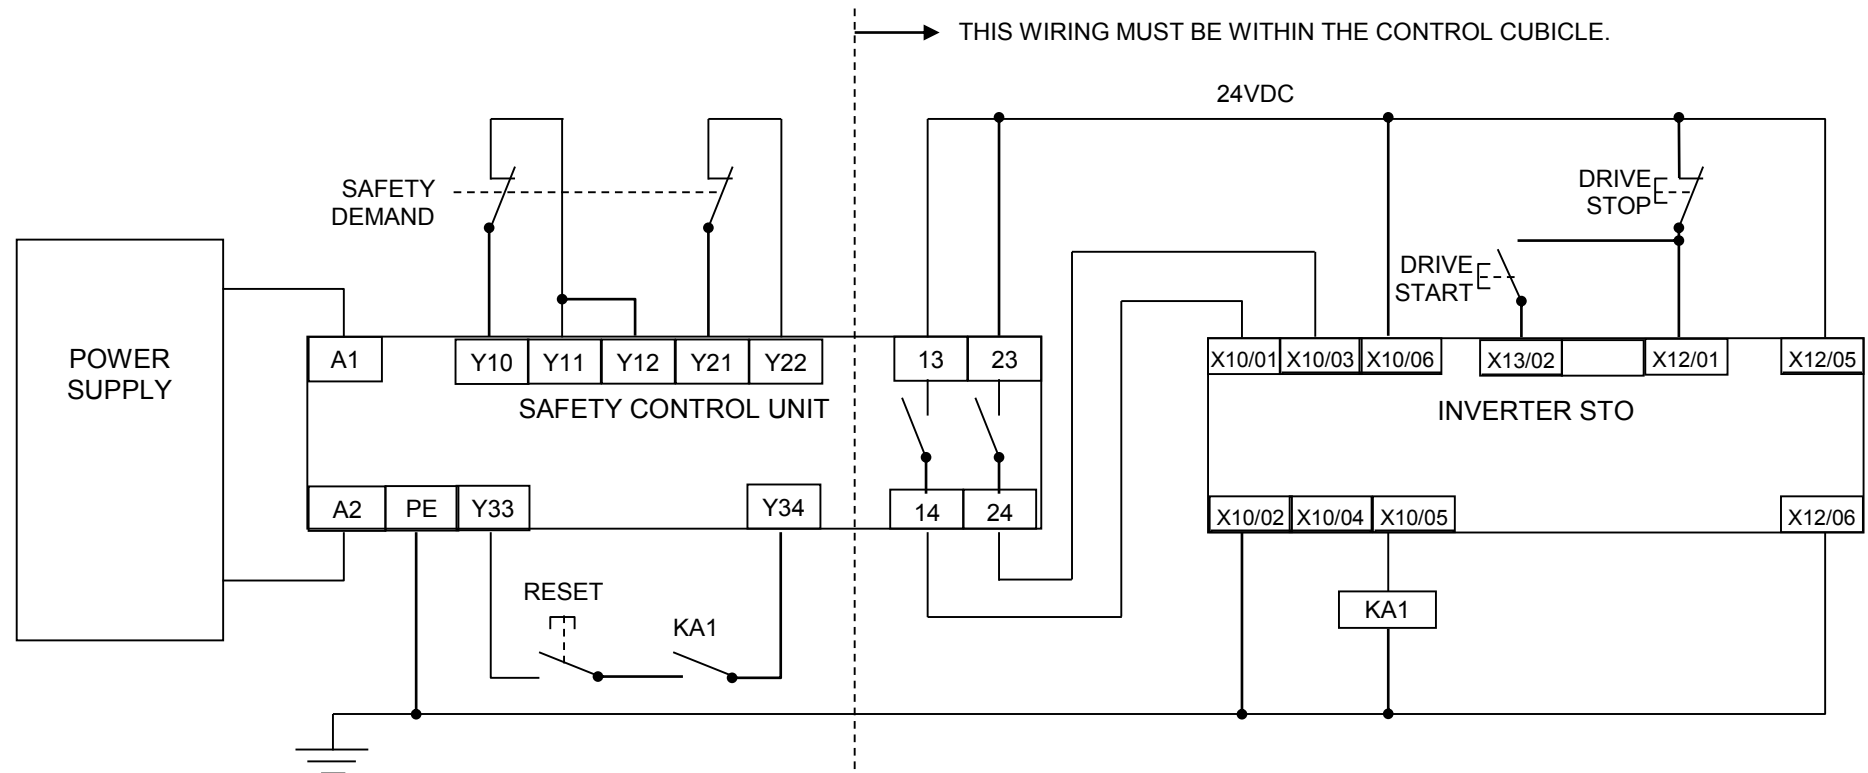 THIS WIRING MUST BE WITHIN THE CONTROL CUBICLE.
24VDC
SAFETY
DEMAND
DRIVE
STOP
DRIVE
START
POWER
SUPPLY
A1
Y10
Y11
Y12
Y21
Y22
13
23
X10/01
X10/03
X10/06
X13/02
X12/01
X12/05
SAFETY CONTROL UNIT
INVERTER STO
A2
PE
Y33
Y34
14
24
X10/02
X10/04
X10/05
X12/06
RESET
KA1
KA1